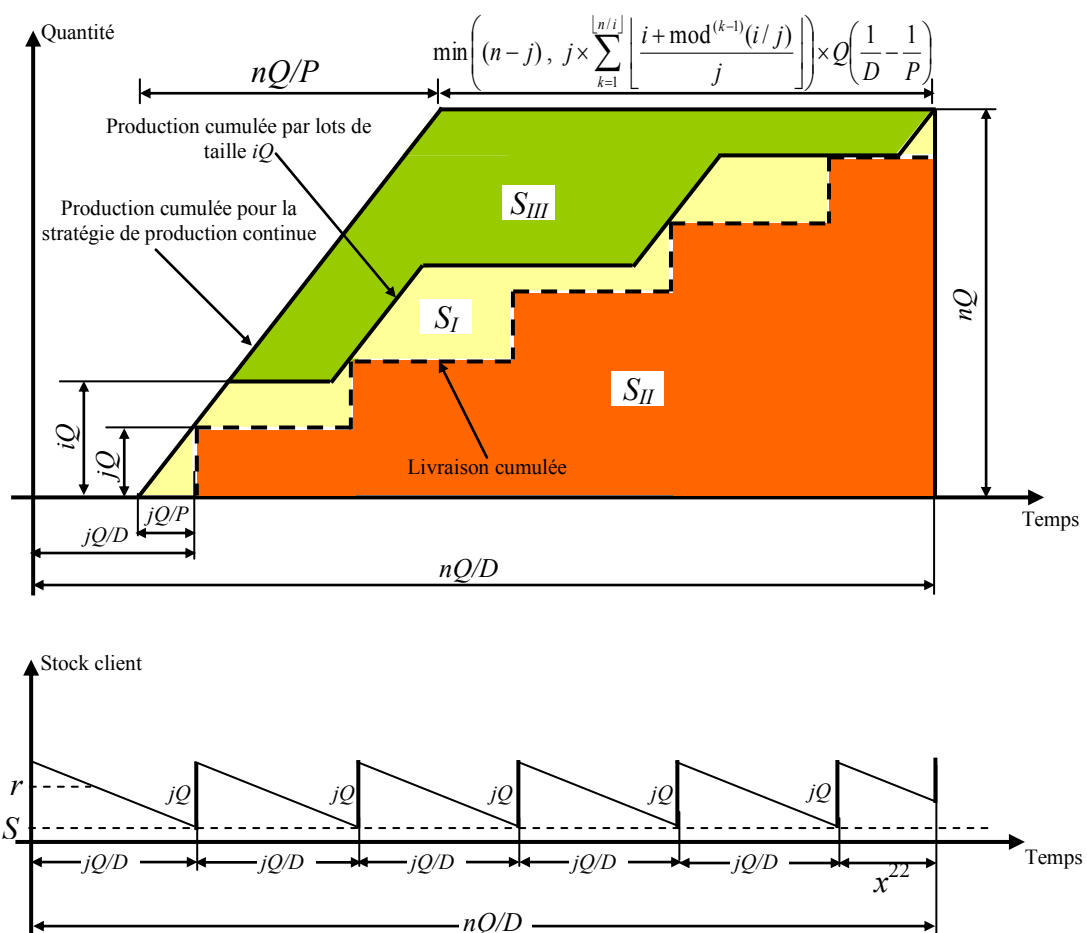 Quantité
min((n−j), j×∑_{k=1}^{⌊n/i⌋}⌊(i+mod^{(k−1)}(i/j))/j⌋)×Q(1/D−1/P)
nQ/P
Production cumulée par lots de
taille iQ
Production cumulée pour la
stratégie de production continue
S_III
S_I
S_II
nQ
iQ
jQ
Livraison cumulée
jQ/P
Temps
jQ/D
nQ/D
Stock client
r
jQ
jQ
jQ
jQ
jQ
S
Temps
jQ/D
jQ/D
jQ/D
jQ/D
jQ/D
x^22
nQ/D